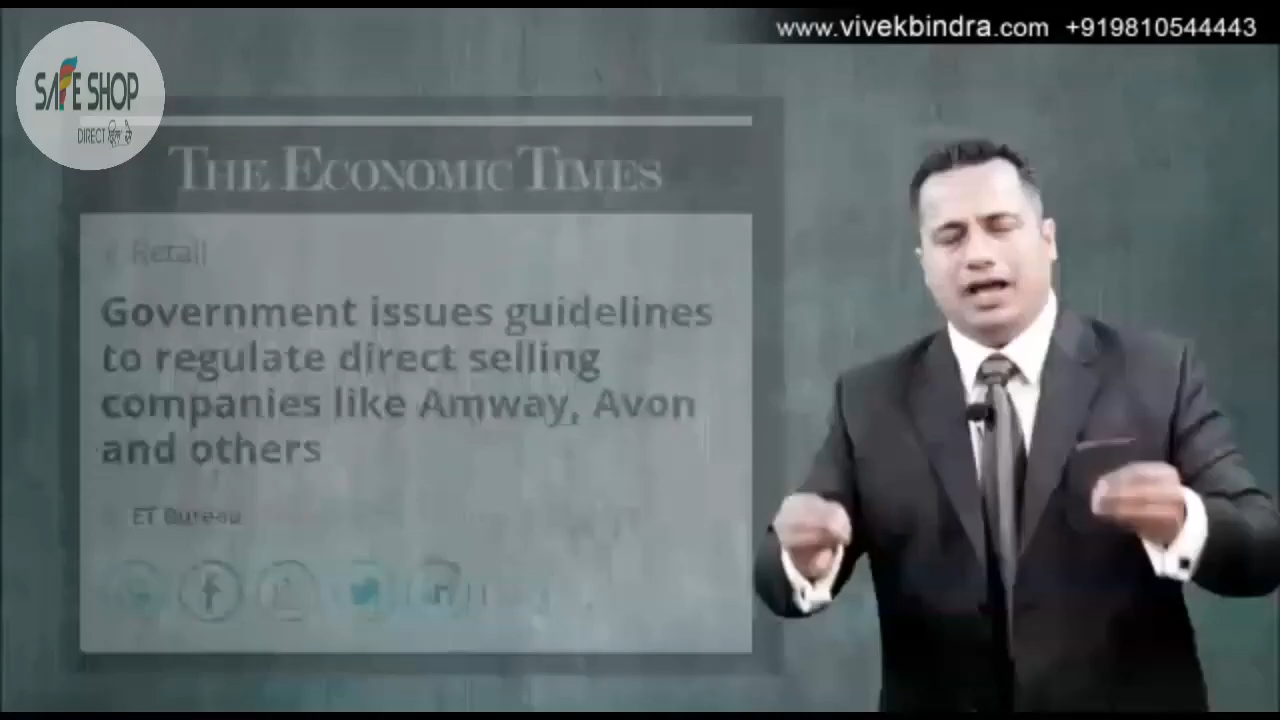 www.vivekbindra.com +919810544443
SAFE SHOP
DIRECT दिल से
THE ECONOMIC TIMES
Retail
Government issues guidelines
to regulate direct selling
companies like Amway, Avon
and others
ET Bureau